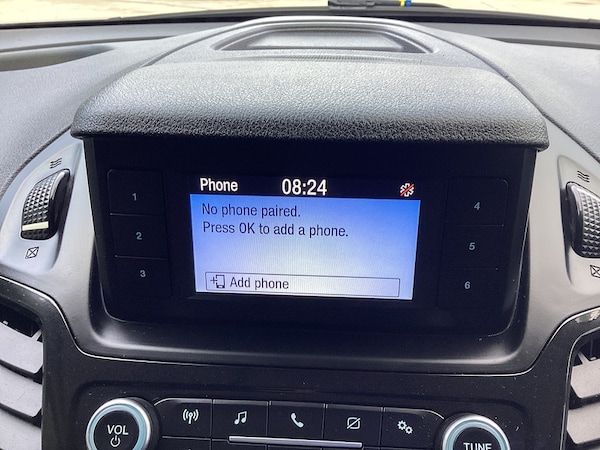 Phone 08:24
No phone paired.
Press OK to add a phone.
Add phone
1
2
3
4
5
6
VOL
TUNE